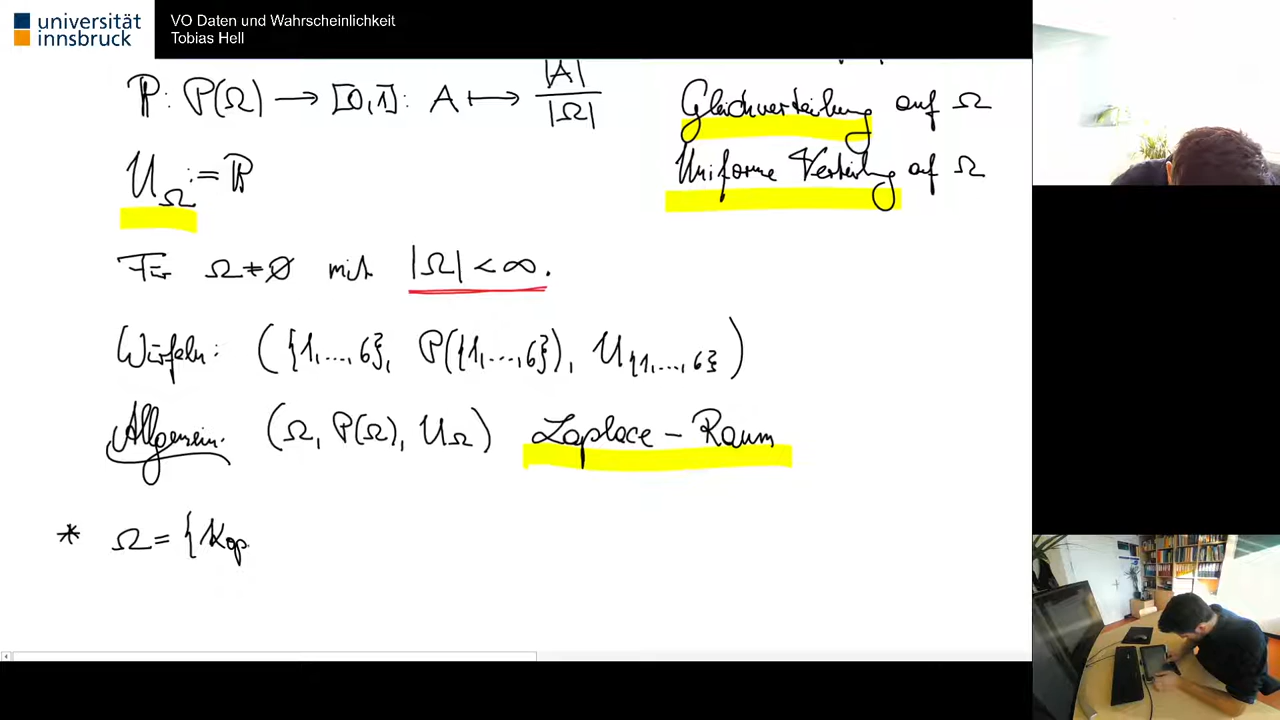 universität
innsbruck
VO Daten und Wahrscheinlichkeit
Tobias Hell
ℙ: P(Ω) → [0,1]: A ↦ |A| / |Ω|
Gleichverteilung auf Ω
U_Ω := ℙ
Uniforme Verteilung auf Ω
Für Ω ≠ ∅ mit |Ω| < ∞.
Würfeln: ({1,...,6}, P({1,...,6}), U_{1,...,6})
Allgemein: (Ω, P(Ω), U_Ω) Laplace-Raum
* Ω = {Kop